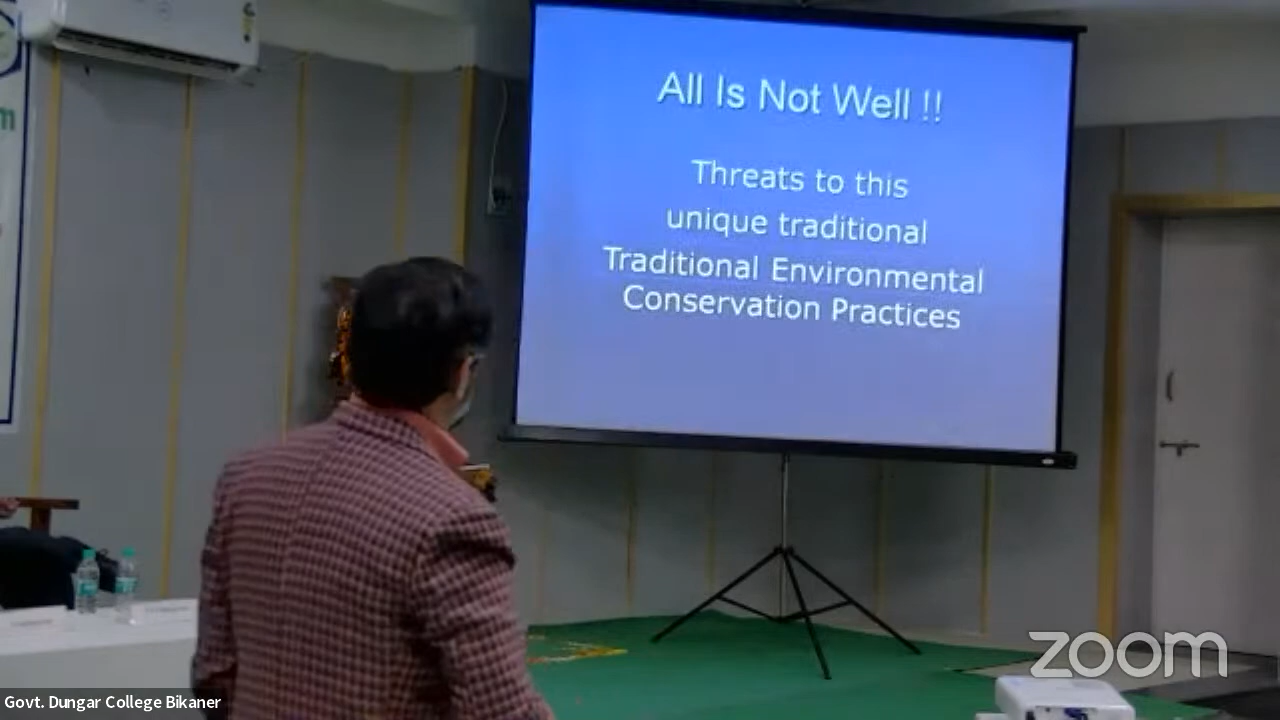 All Is Not Well !!
Threats to this
unique traditional
Traditional Environmental
Conservation Practices
m
zoom
Govt. Dungar College Bikaner